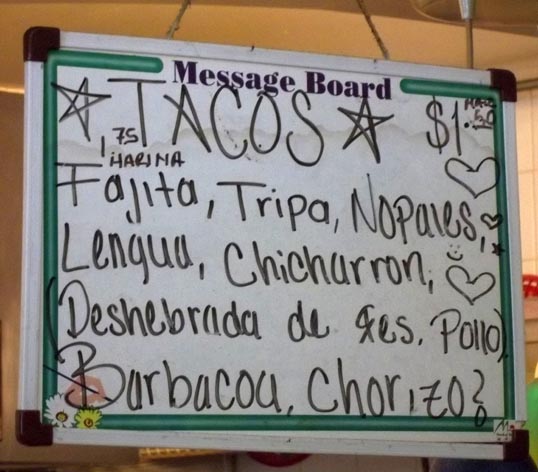 Message Board
TACOS $1.50
1.75
HARINA
Fajita, Tripa, Nopales,
Lengua, Chicharron,
(Deshebrada de Res, Pollo)
Barbacoa, Chorizo